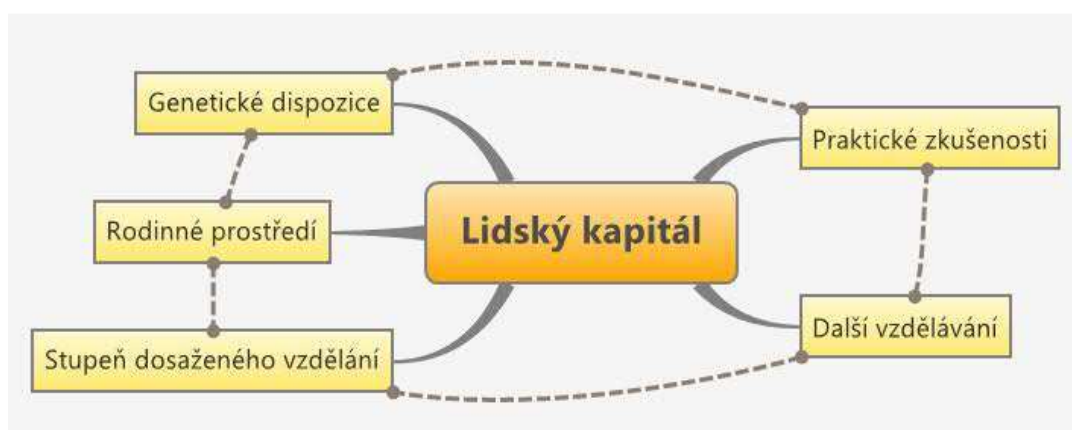 Genetické dispozice
Praktické zkušenosti
Rodinné prostředí
Lidský kapitál
Další vzdělávání
Stupeň dosaženého vzdělání